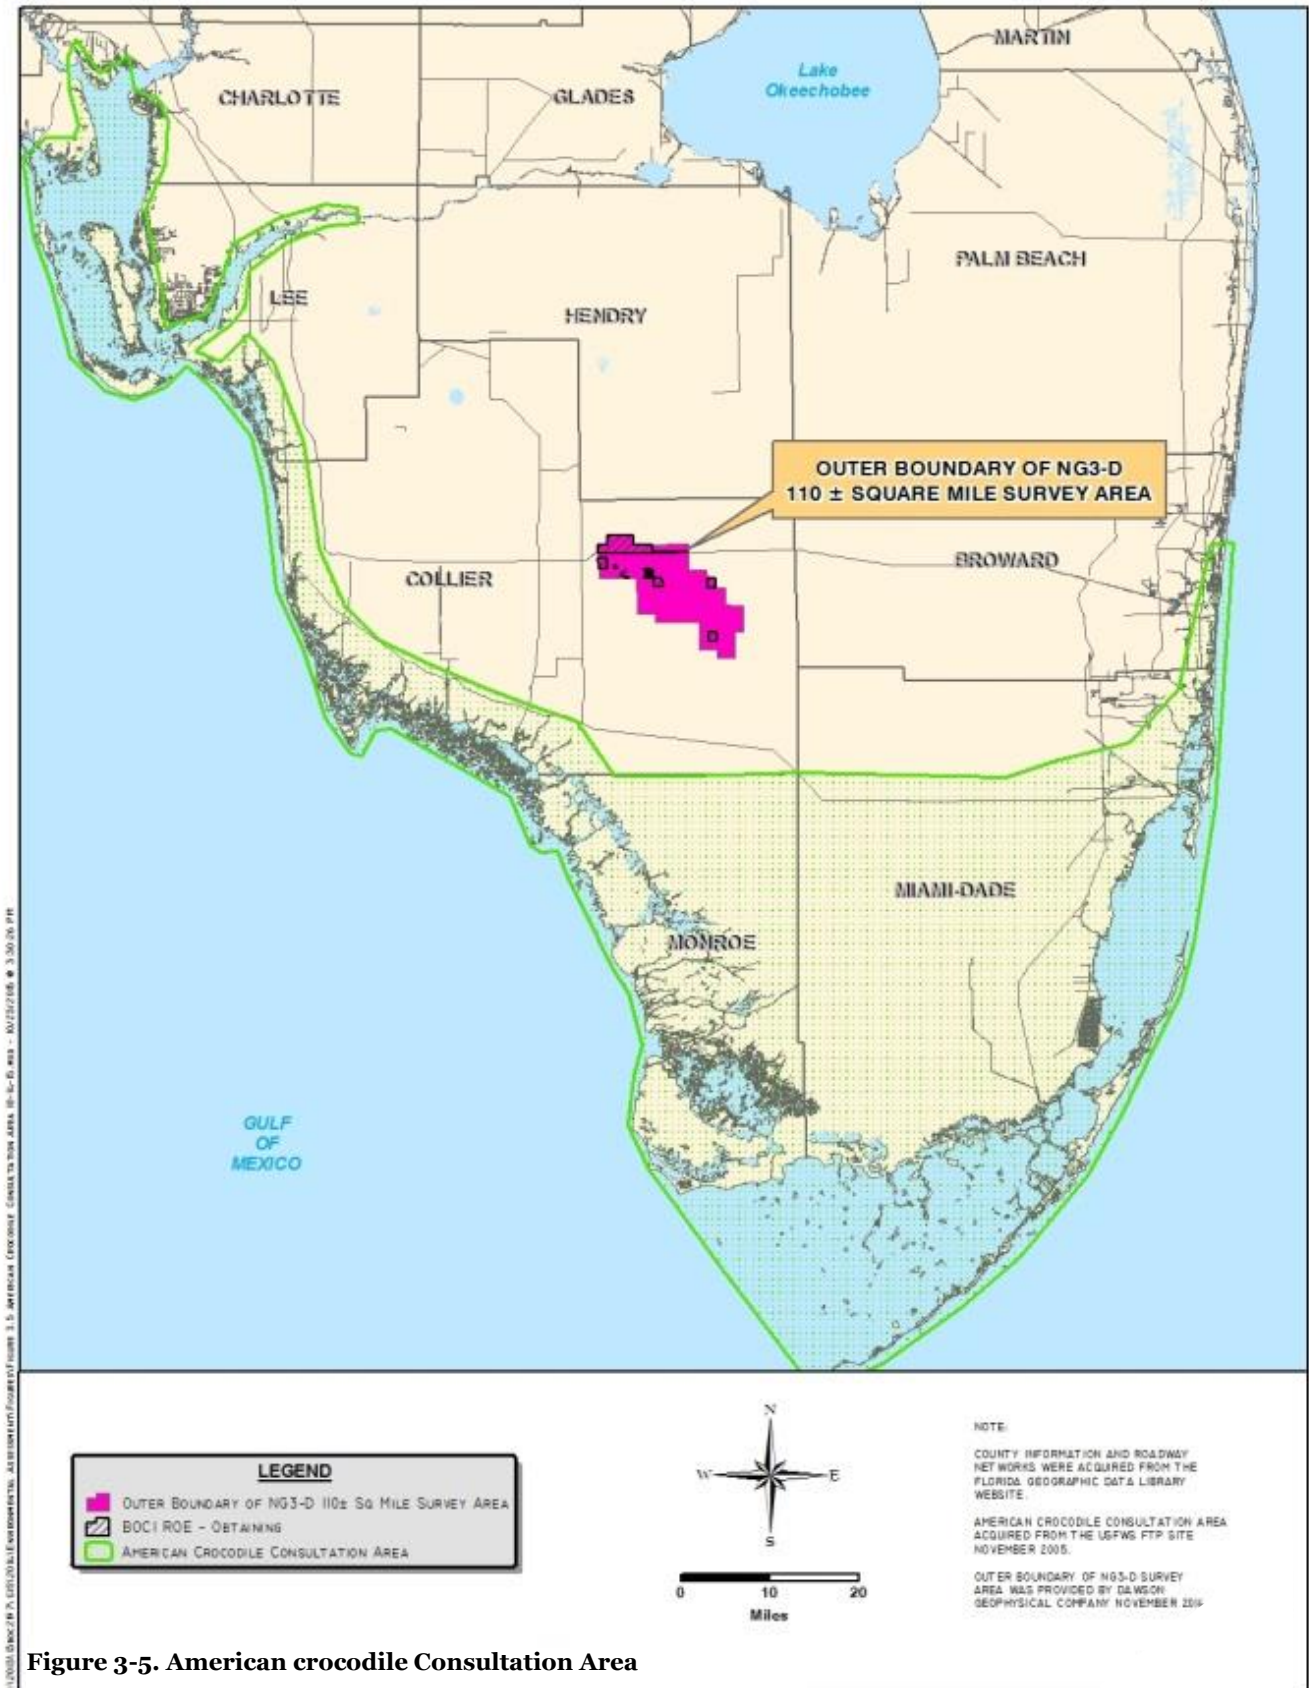 MARTIN
Lake
Okeechobee
CHARLOTTE
GLADES
PALM BEACH
LEE
HENDRY
OUTER BOUNDARY OF NG3-D
110 ± SQUARE MILE SURVEY AREA
BROWARD
COLLIER
MIAMI-DADE
MONROE
GULF
OF
MEXICO
LEGEND
OUTER BOUNDARY OF NG3-D 110± SQ MILE SURVEY AREA
BOCI ROE - OBTAINING
AMERICAN CROCODILE CONSULTATION AREA
N
W
E
S
0 10 20
Miles
NOTE:
COUNTY INFORMATION AND ROADWAY
NETWORKS WERE ACQUIRED FROM THE
FLORIDA GEOGRAPHIC DATA LIBRARY
WEBSITE.
AMERICAN CROCODILE CONSULTATION AREA
ACQUIRED FROM THE USFWS FTP SITE
NOVEMBER 2005.
OUTER BOUNDARY OF NG3-D SURVEY
AREA WAS PROVIDED BY DAWSON
GEOPHYSICAL COMPANY NOVEMBER 2014
Figure 3-5. American crocodile Consultation Area